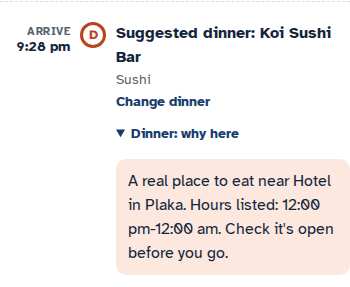 ARRIVE
9:28 pm
D
Suggested dinner: Koi Sushi
Bar
Sushi
Change dinner
▼ Dinner: why here
A real place to eat near Hotel
in Plaka. Hours listed: 12:00
pm-12:00 am. Check it's open
before you go.